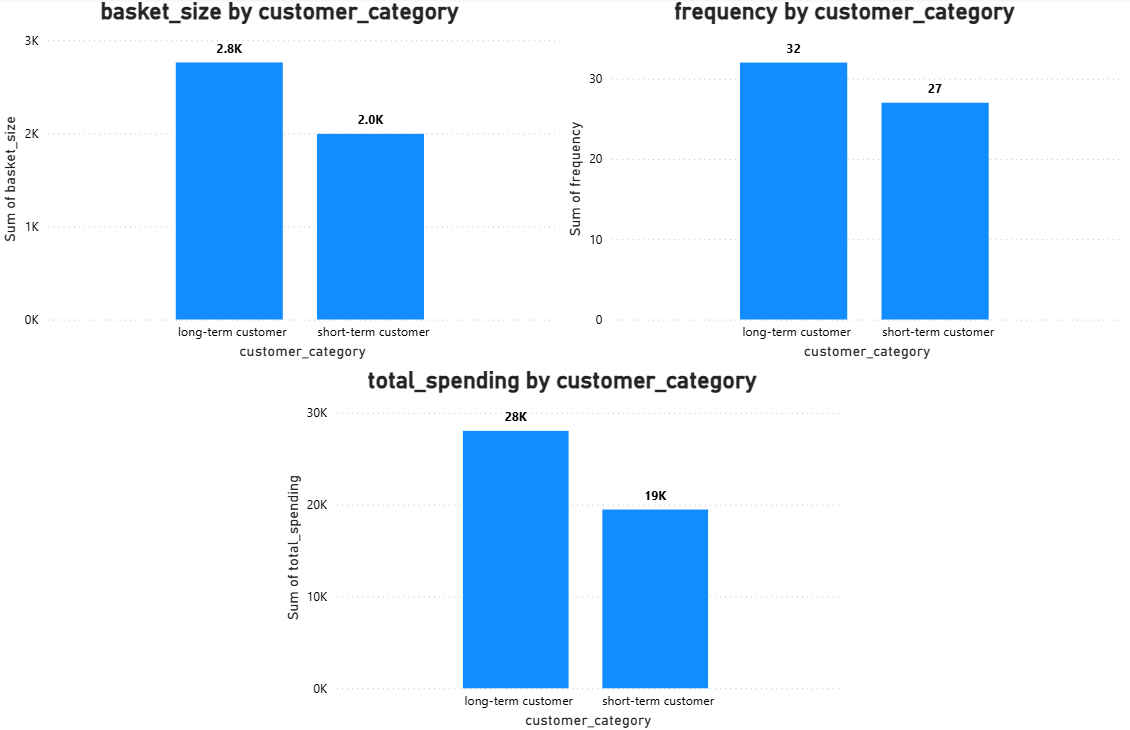 basket_size by customer_category
3K
2K
1K
0K
Sum of basket_size
2.8K
2.0K
long-term customer
short-term customer
customer_category
frequency by customer_category
30
20
10
0
Sum of frequency
32
27
long-term customer
short-term customer
customer_category
total_spending by customer_category
30K
20K
10K
0K
Sum of total_spending
28K
19K
long-term customer
short-term customer
customer_category